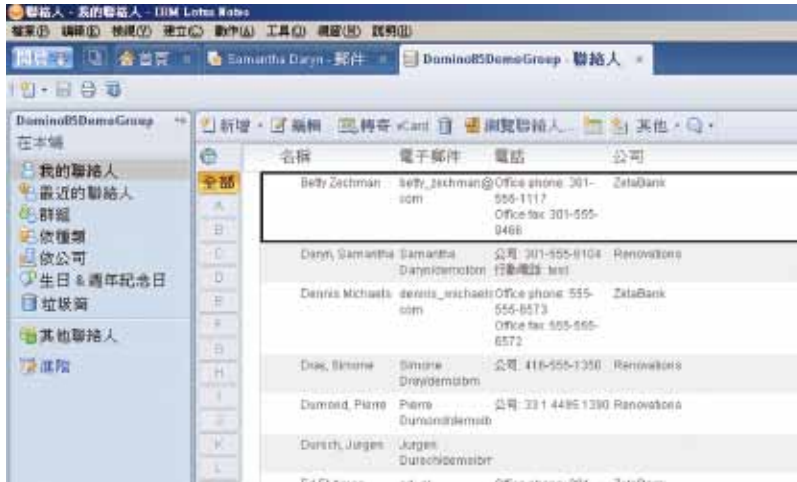 聯絡人 - 我的聯絡人 - IBM Lotus Notes
檔案(F) 編輯(E) 檢視(V) 建立(C) 動作(A) 工具(O) 視窗(W) 說明(H)
開啟 首頁 Samantha Daryn - 郵件 DominoR5DemoGroup - 聯絡人
DominoR5DemoGroup
在本端
我的聯絡人
最近的聯絡人
群組
依種類
依公司
生日 & 週年紀念日
垃圾筒
其他聯絡人
進階
新增 編輯 轉寄 vCard 瀏覽聯絡人... 其他
名稱 電子郵件 電話 公司
全部
A
B
C
D
E
F
G
H
I
J
K
L
Betty Zechman betty_zechman@ Office phone: 301- ZetaBank
com 555-1117
Office fax: 301-555-
9466
Daryn, Samantha Samantha 公司: 301-555-8104 Renovations
行動電話: test
Dennis Michaels dennis_michaels Office phone: 555- ZetaBank
com 555-6573
Office fax: 555-555-
6572
Dray, Simone Simone 公司: 416-555-1350 Renovations
Dumond, Pierre Pierre 公司: 33 1 4495 1390 Renovations
Dursch, Jurgen Jurgen